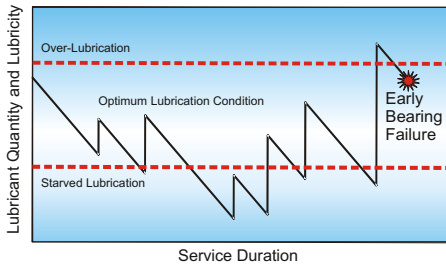 Lubricant Quantity and Lubricity
Over-Lubrication
Optimum Lubrication Condition
Early
Bearing
Failure
Starved Lubrication
Service Duration